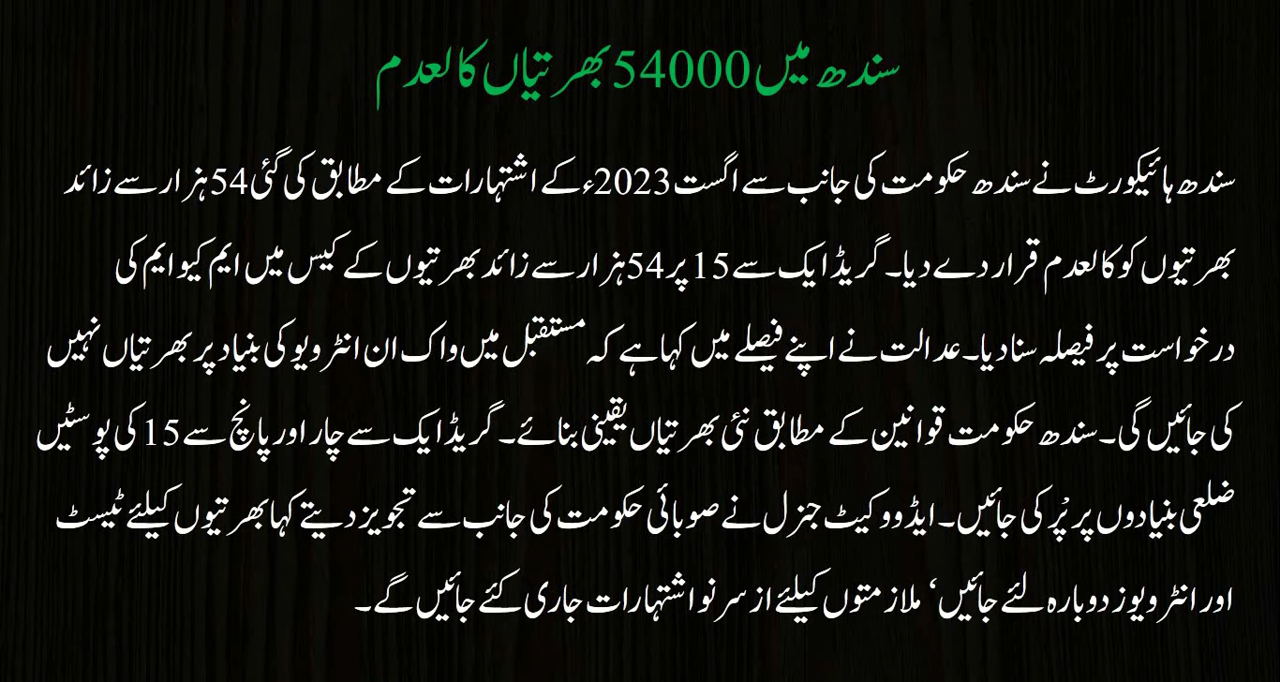 سندھ میں 54000 بھرتیاں کالعدم
سندھ ہائیکورٹ نے سندھ حکومت کی جانب سے اگست 2023ء کے اشتہارات کے مطابق کی گئی 54 ہزار سے زائد
بھرتیوں کو کالعدم قرار دے دیا۔ گریڈ ایک سے 15 پر 54 ہزار سے زائد بھرتیوں کے کیس میں ایم کیو ایم کی
درخواست پر فیصلہ سنادیا۔ عدالت نے اپنے فیصلے میں کہا ہے کہ مستقبل میں واک ان انٹرویو کی بنیاد پر بھرتیاں نہیں
کی جائیں گی۔ سندھ حکومت قوانین کے مطابق نئی بھرتیاں یقینی بنائے۔ گریڈ ایک سے چار اور پانچ سے 15 کی پوسٹیں
ضلعی بنیادوں پر پُر کی جائیں۔ ایڈووکیٹ جنرل نے صوبائی حکومت کی جانب سے تجویز دیتے کہا بھرتیوں کیلئے ٹیسٹ
اور انٹرویوز دوبارہ لئے جائیں‘ ملازمتوں کیلئے ازسرنو اشتہارات جاری کئے جائیں گے۔